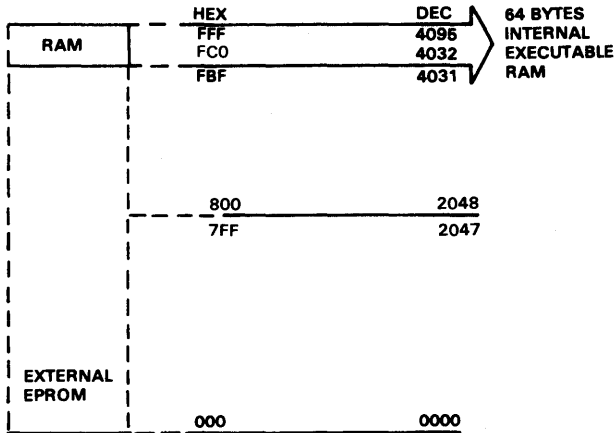 HEX DEC 64 BYTES
FFF 4095 INTERNAL
RAM FC0 4032 EXECUTABLE
FBF 4031 RAM
800 2048
7FF 2047
EXTERNAL
EPROM
000 0000